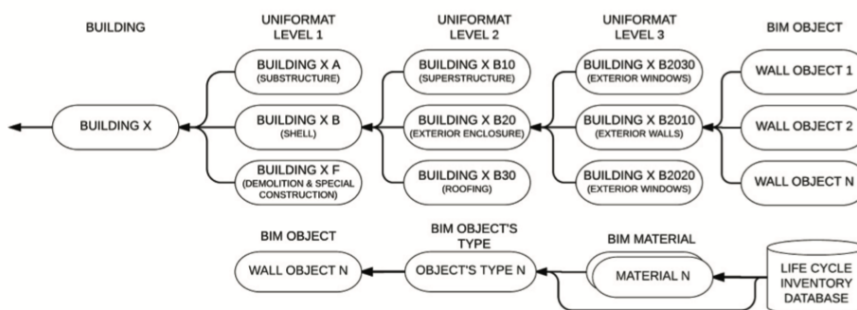 BUILDING
UNIFORMAT
LEVEL 1
UNIFORMAT
LEVEL 2
UNIFORMAT
LEVEL 3
BIM OBJECT
BUILDING X A
(SUBSTRUCTURE)
BUILDING X B10
(SUPERSTRUCTURE)
BUILDING X B2030
(EXTERIOR WINDOWS)
WALL OBJECT 1
BUILDING X
BUILDING X B
(SHELL)
BUILDING X B20
(EXTERIOR ENCLOSURE)
BUILDING X B2010
(EXTERIOR WALLS)
WALL OBJECT 2
BUILDING X F
(DEMOLITION & SPECIAL
CONSTRUCTION)
BUILDING X B30
(ROOFING)
BUILDING X B2020
(EXTERIOR WINDOWS)
WALL OBJECT N
BIM OBJECT
BIM OBJECT'S
TYPE
BIM MATERIAL
WALL OBJECT N
OBJECT'S TYPE N
MATERIAL N
LIFE CYCLE
INVENTORY
DATABASE